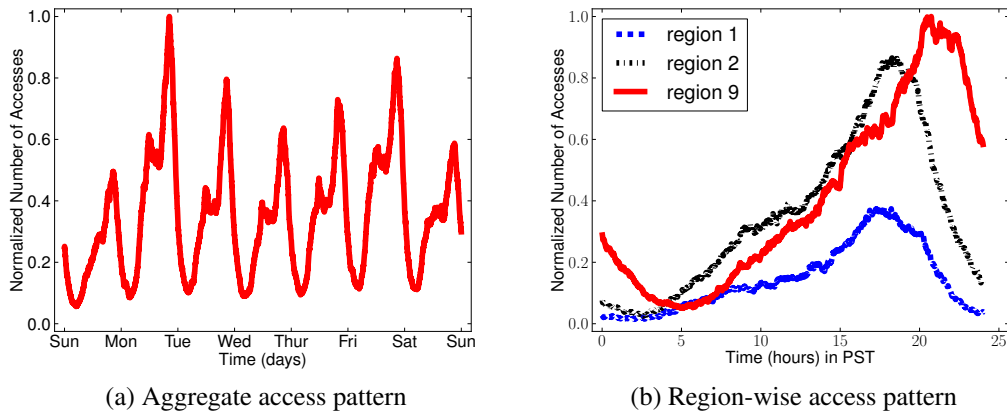 1.0
0.8
0.6
0.4
0.2
0.0
Normalized Number of Accesses
Sun Mon Tue Wed Thur Fri Sat Sun
Time (days)
(a) Aggregate access pattern
1.0
0.8
0.6
0.4
0.2
0.0
Normalized Number of Accesses
region 1
region 2
region 9
0 5 10 15 20 25
Time (hours) in PST
(b) Region-wise access pattern